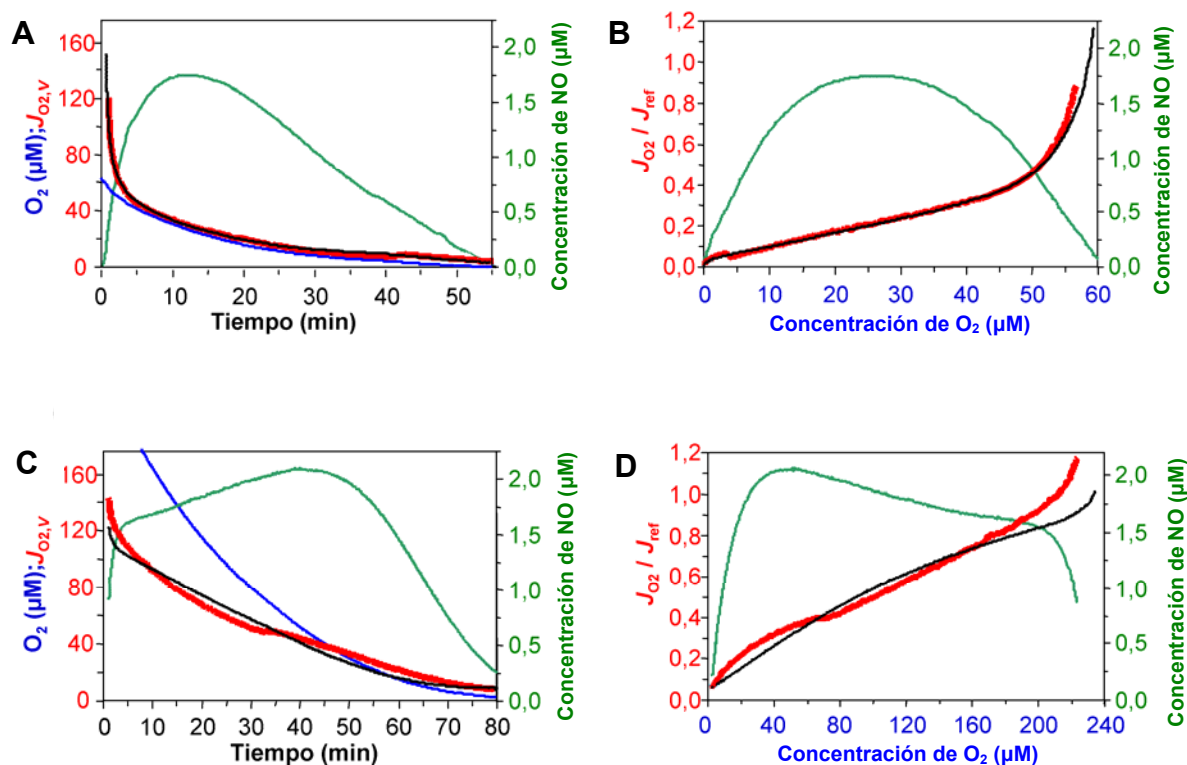 A
O₂ (µM);J_O2,V
160
120
80
40
0
0 10 20 30 40 50
Tiempo (min)
2,0
1,5
1,0
0,5
0,0
Concentración de NO (µM)
B
J_O2 / J_ref
1,2
1,0
0,8
0,6
0,4
0,2
0,0
0 10 20 30 40 50 60
Concentración de O₂ (µM)
2,0
1,5
1,0
0,5
0,0
Concentración de NO (µM)
C
O₂ (µM);J_O2,V
160
120
80
40
0
0 10 20 30 40 50 60 70 80
Tiempo (min)
2,0
1,5
1,0
0,5
0,0
Concentración de NO (µM)
D
J_O2 / J_ref
1,2
1,0
0,8
0,6
0,4
0,2
0,0
0 40 80 120 160 200 240
Concentración de O₂ (µM)
2,0
1,5
1,0
0,5
0,0
Concentración de NO (µM)